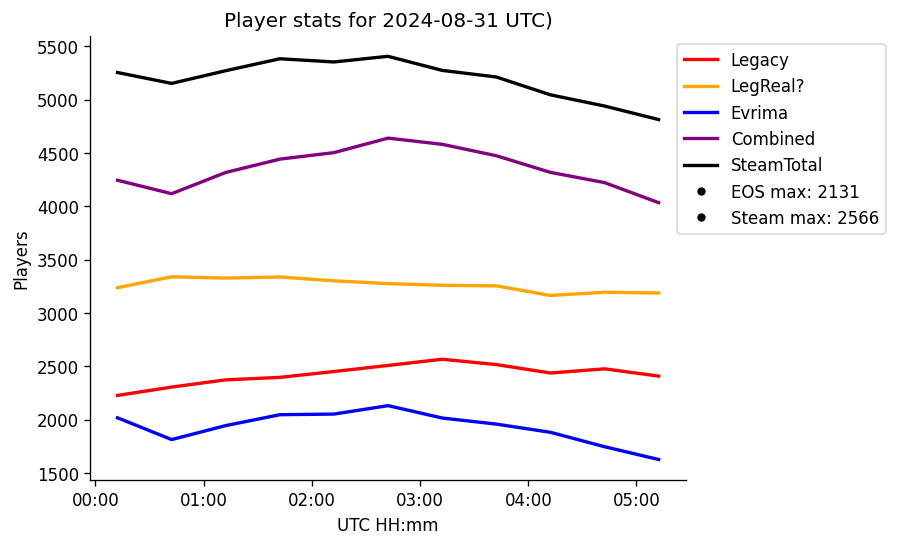 Player stats for 2024-08-31 UTC)
5500
5000
4500
4000
3500
3000
2500
2000
1500
Players
00:00 01:00 02:00 03:00 04:00 05:00
UTC HH:mm
Legacy
LegReal?
Evrima
Combined
SteamTotal
EOS max: 2131
Steam max: 2566